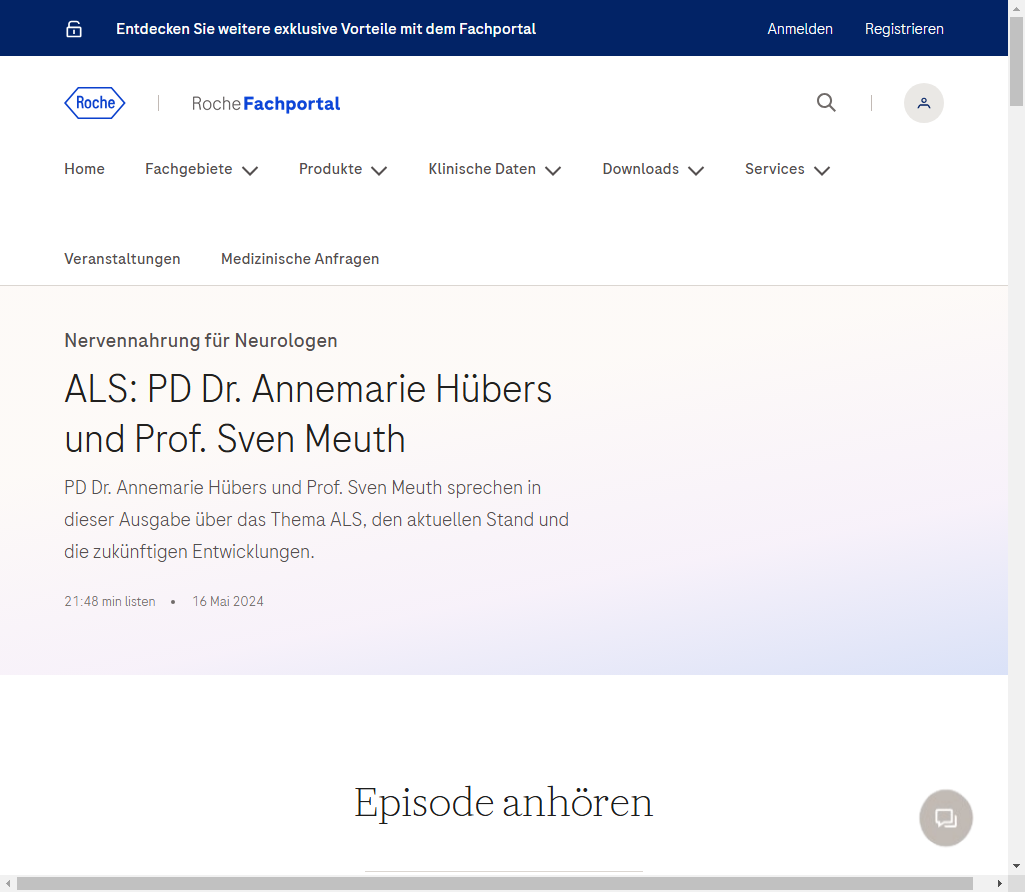 Entdecken Sie weitere exklusive Vorteile mit dem Fachportal
Anmelden
Registrieren
Roche
RocheFachportal
Home
Fachgebiete
Produkte
Klinische Daten
Downloads
Services
Veranstaltungen
Medizinische Anfragen
Nervennahrung für Neurologen
ALS: PD Dr. Annemarie Hübers
und Prof. Sven Meuth
PD Dr. Annemarie Hübers und Prof. Sven Meuth sprechen in
dieser Ausgabe über das Thema ALS, den aktuellen Stand und
die zukünftigen Entwicklungen.
21:48 min listen • 16 Mai 2024
Episode anhören